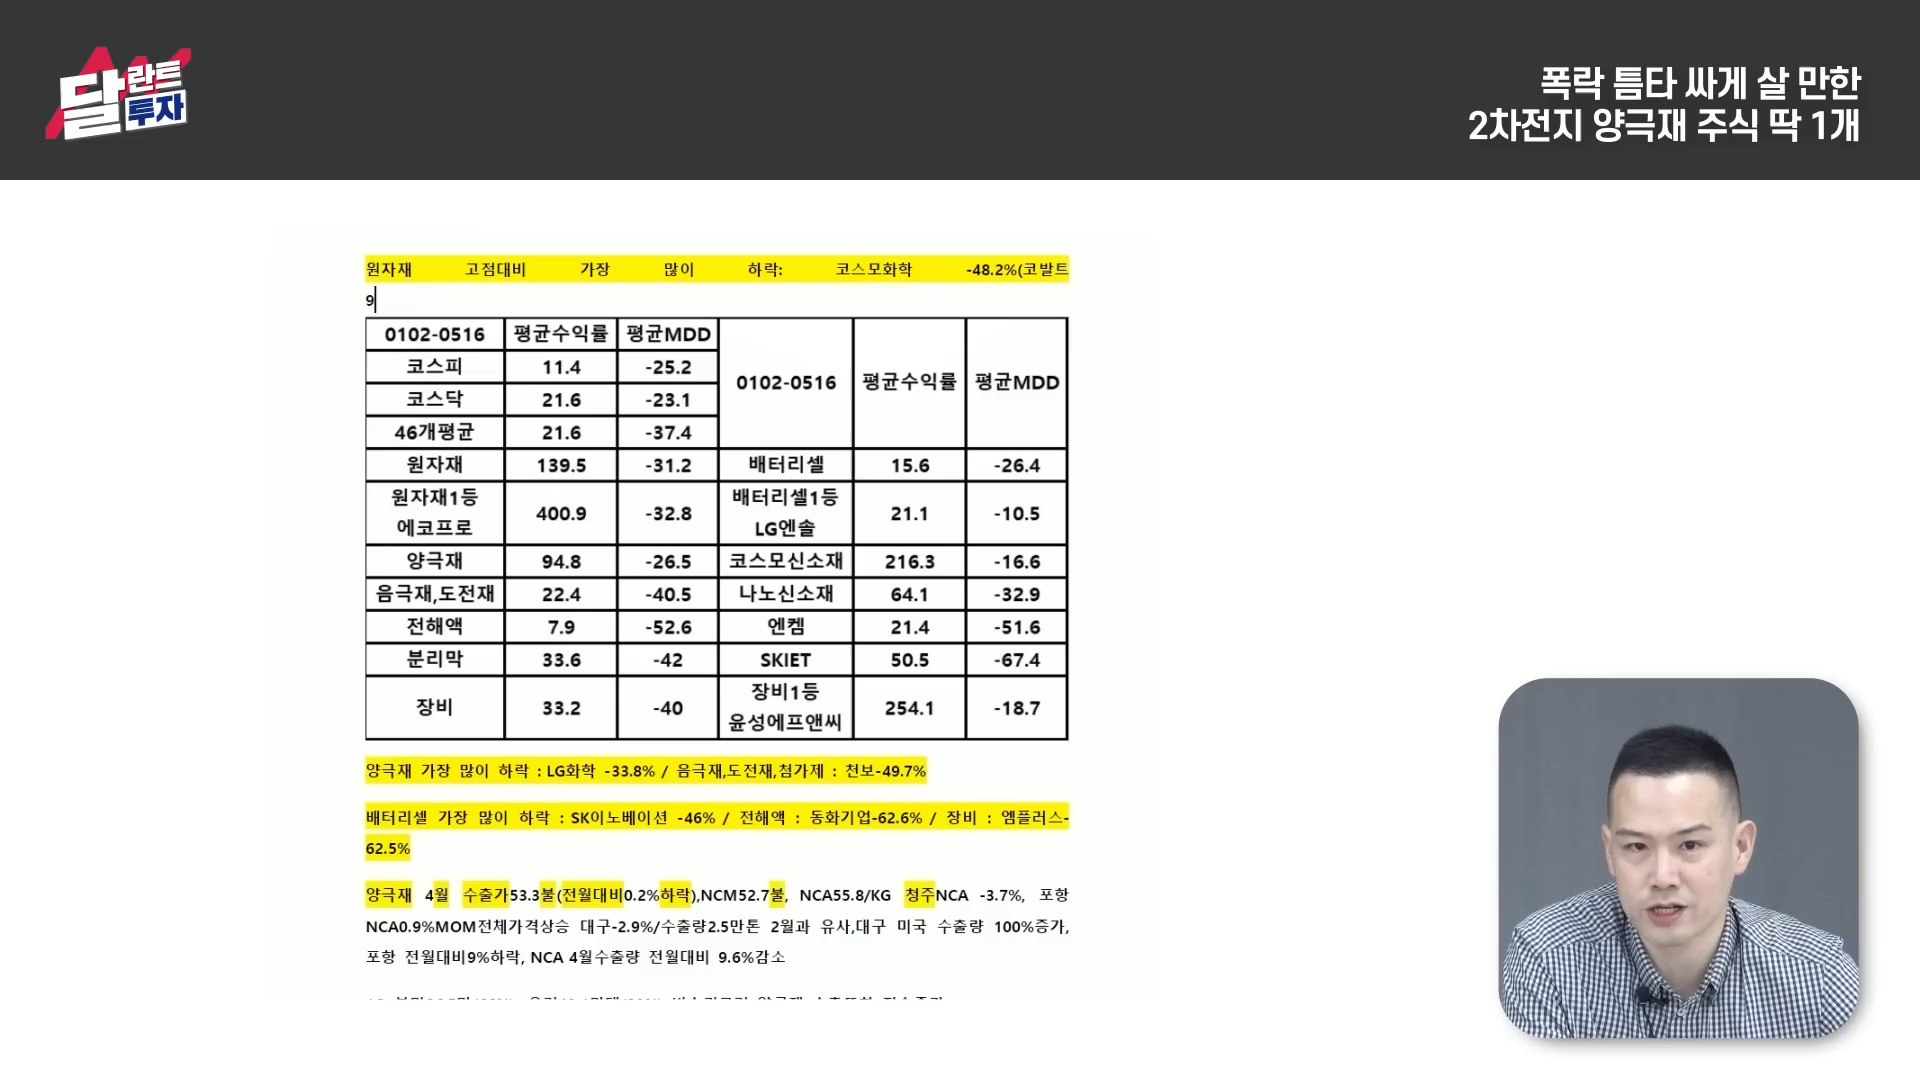 달란트
투자
폭락 틈타 싸게 살 만한
2차전지 양극재 주식 딱 1개
원자재 고점대비 가장 많이 하락: 코스모화학 -48.2%(코발트
9
0102-0516 평균수익률 평균MDD 0102-0516 평균수익률 평균MDD
코스피 11.4 -25.2
코스닥 21.6 -23.1
46개평균 21.6 -37.4
원자재 139.5 -31.2 배터리셀 15.6 -26.4
원자재1등 에코프로 400.9 -32.8 배터리셀1등 LG엔솔 21.1 -10.5
양극재 94.8 -26.5 코스모신소재 216.3 -16.6
음극재,도전재 22.4 -40.5 나노신소재 64.1 -32.9
전해액 7.9 -52.6 엔켐 21.4 -51.6
분리막 33.6 -42 SKIET 50.5 -67.4
장비 33.2 -40 장비1등 윤성에프앤씨 254.1 -18.7
양극재 가장 많이 하락 : LG화학 -33.8% / 음극재,도전재,첨가제 : 천보-49.7%
배터리셀 가장 많이 하락 : SK이노베이션 -46% / 전해액 : 동화기업-62.6% / 장비 : 엠플러스-
62.5%
양극재 4월 수출가53.3불(전월대비0.2%하락),NCM52.7불, NCA55.8/KG 청주NCA -3.7%, 포항
NCA0.9%MOM전체가격상승 대구-2.9%/수출량2.5만톤 2월과 유사,대구 미국 수출량 100%증가,
포항 전월대비9%하락, NCA 4월수출량 전월대비 9.6%감소